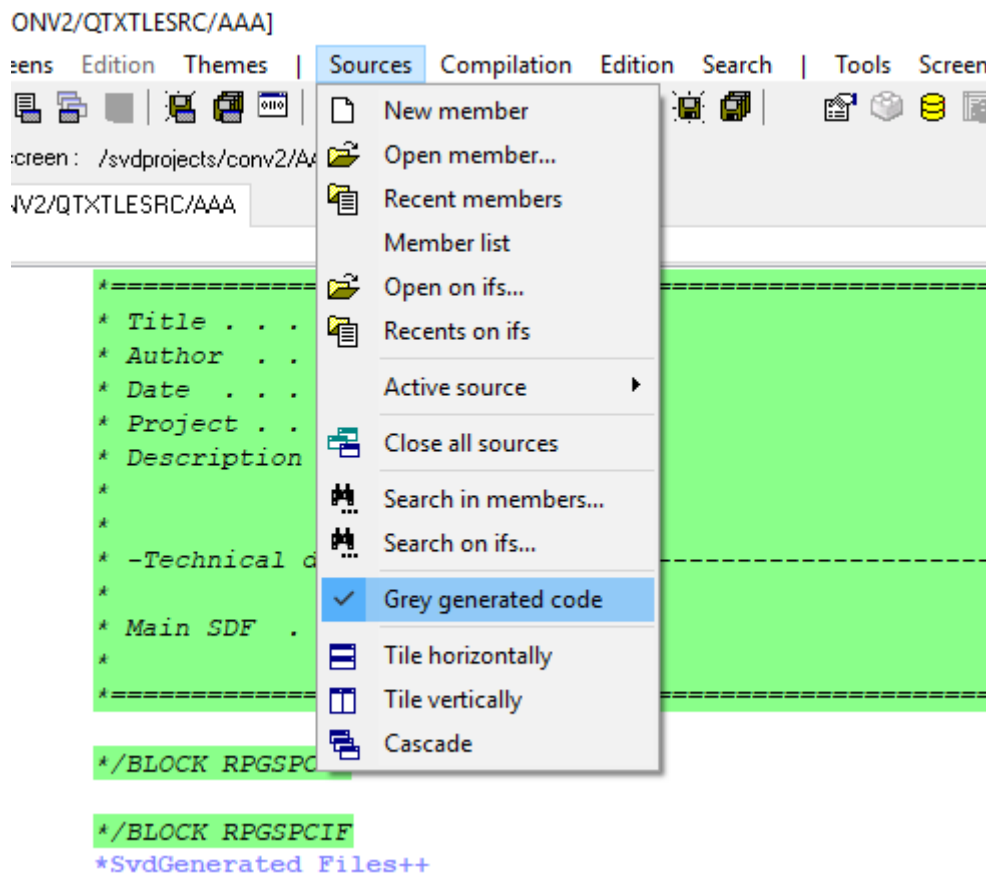 ONV2/QTXTLESRC/AAA]
eens Edition Themes | Sources Compilation Edition Search | Tools Screen
creen : /svdprojects/conv2/AA
NV2/QTXTLESRC/AAA
New member
Open member...
Recent members
Member list
Open on ifs...
Recents on ifs
Active source
Close all sources
Search in members...
Search on ifs...
Grey generated code
Tile horizontally
Tile vertically
Cascade
*==============================
* Title . . .
* Author . .
* Date . . .
* Project . .
* Description
*
*
* -Technical d--------------------
*
* Main SDF .
*
*==============================
*/BLOCK RPGSPC
*/BLOCK RPGSPCIF
*SvdGenerated Files++